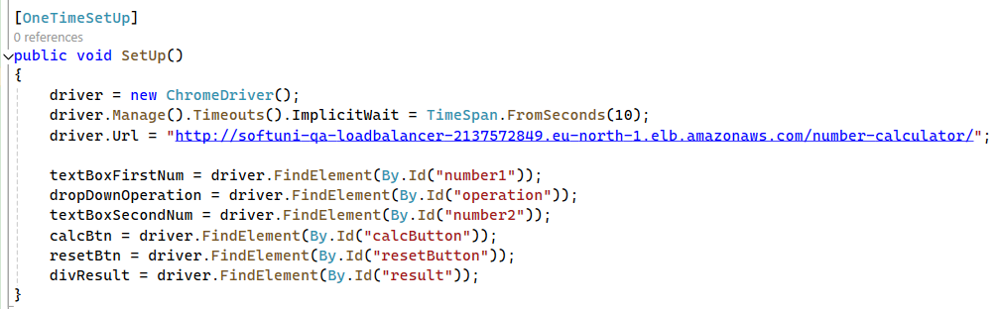 [OneTimeSetUp]
0 references
public void SetUp()
{
    driver = new ChromeDriver();
    driver.Manage().Timeouts().ImplicitWait = TimeSpan.FromSeconds(10);
    driver.Url = "http://softuni-qa-loadbalancer-2137572849.eu-north-1.elb.amazonaws.com/number-calculator/";
    textBoxFirstNum = driver.FindElement(By.Id("number1"));
    dropDownOperation = driver.FindElement(By.Id("operation"));
    textBoxSecondNum = driver.FindElement(By.Id("number2"));
    calcBtn = driver.FindElement(By.Id("calcButton"));
    resetBtn = driver.FindElement(By.Id("resetButton"));
    divResult = driver.FindElement(By.Id("result"));
}